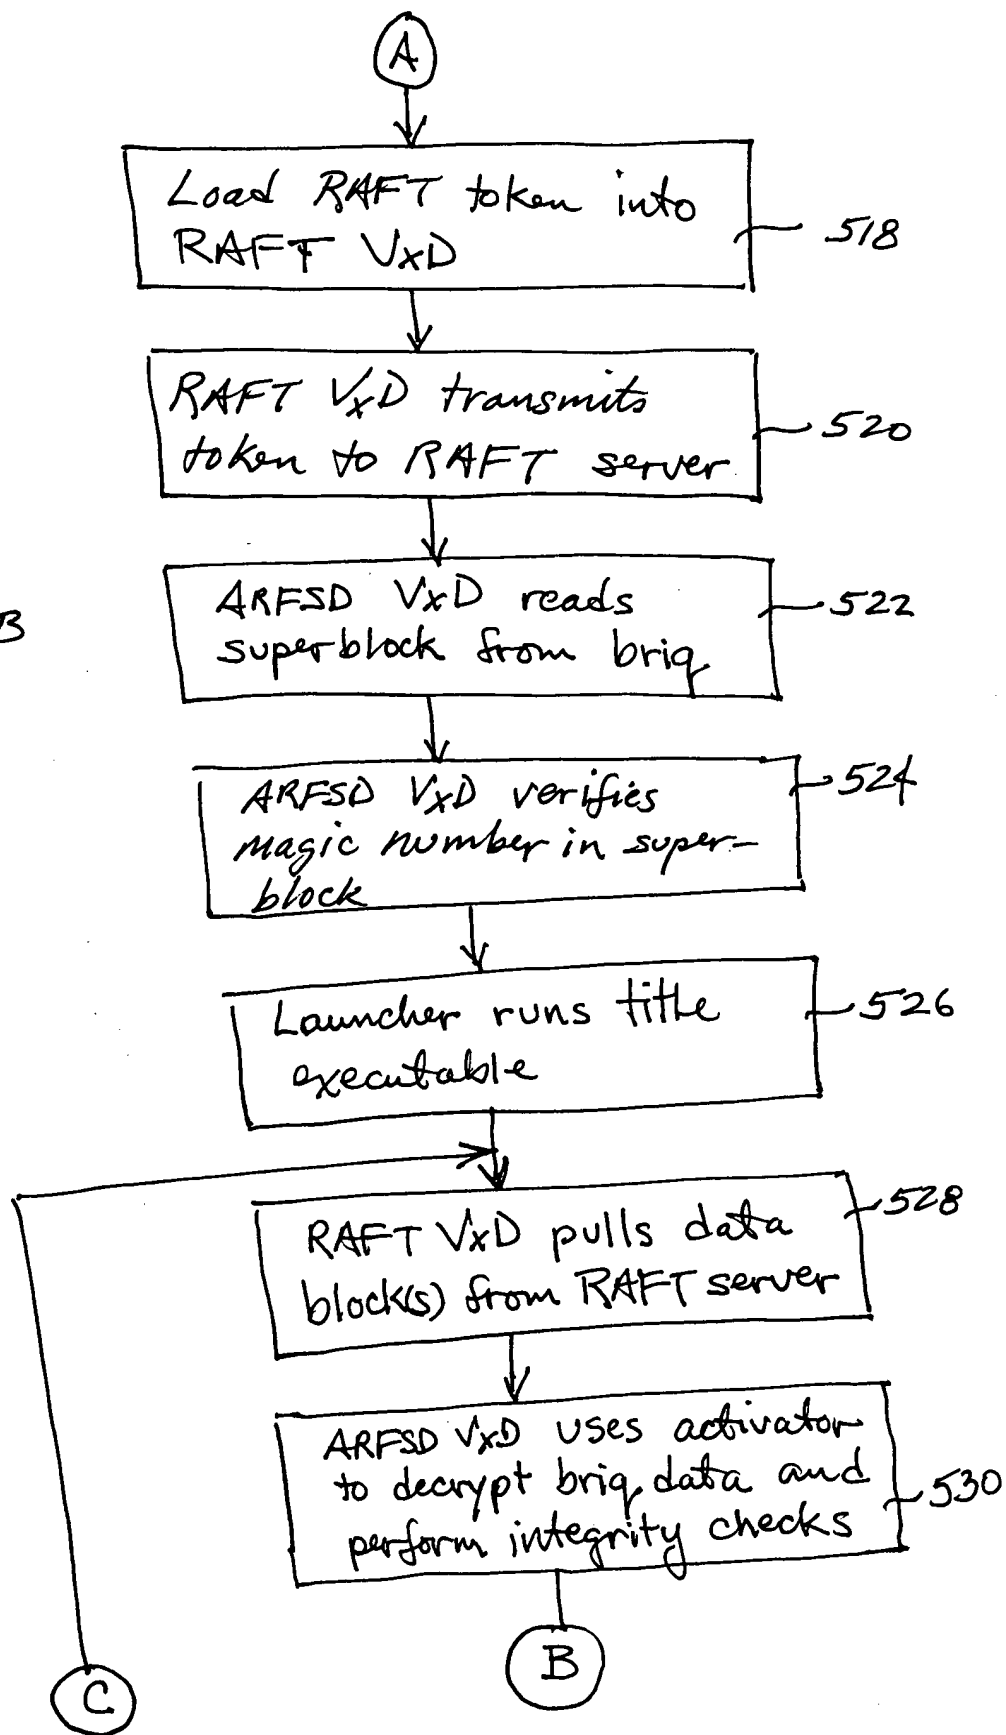 A
Load RAFT token into
RAFT VxD
518
RAFT VxD transmits
token to RAFT server
520
B
ARFSD VxD reads
superblock from briq
522
ARFSD VxD verifies
magic number in super-
block
524
Launcher runs title
executable
526
RAFT VxD pulls data
block(s) from RAFT server
528
ARFSD VxD uses activator
to decrypt briq data and
perform integrity checks
530
B
C